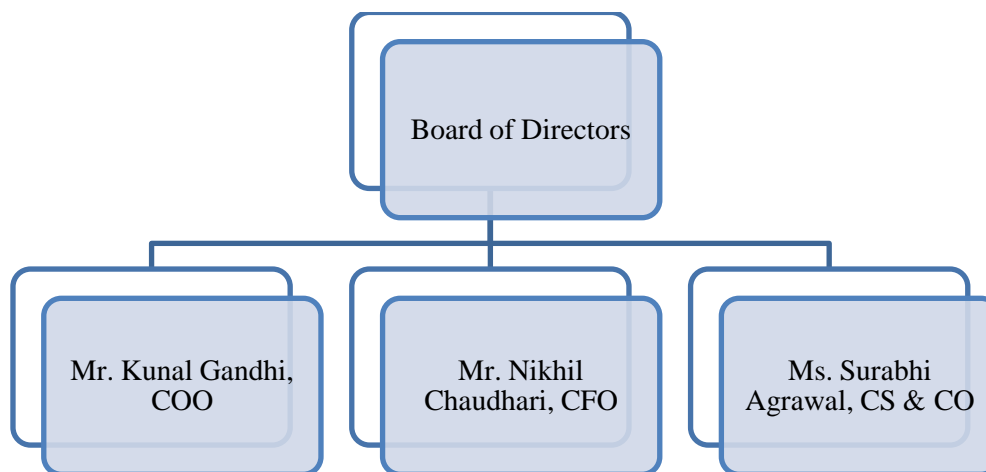 Board of Directors
Mr. Kunal Gandhi,
COO
Mr. Nikhil
Chaudhari, CFO
Ms. Surabhi
Agrawal, CS & CO